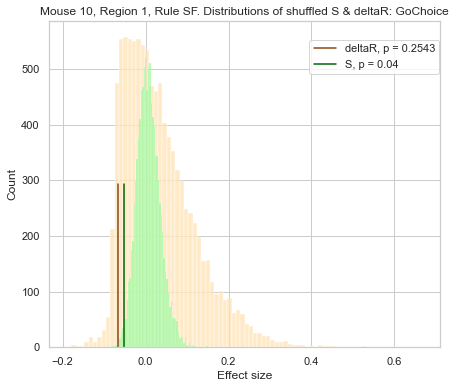 Mouse 10, Region 1, Rule SF. Distributions of shuffled S & deltaR: GoChoice
deltaR, p = 0.2543
S, p = 0.04
500
400
300
200
100
0
Count
−0.2 0.0 0.2 0.4 0.6
Effect size